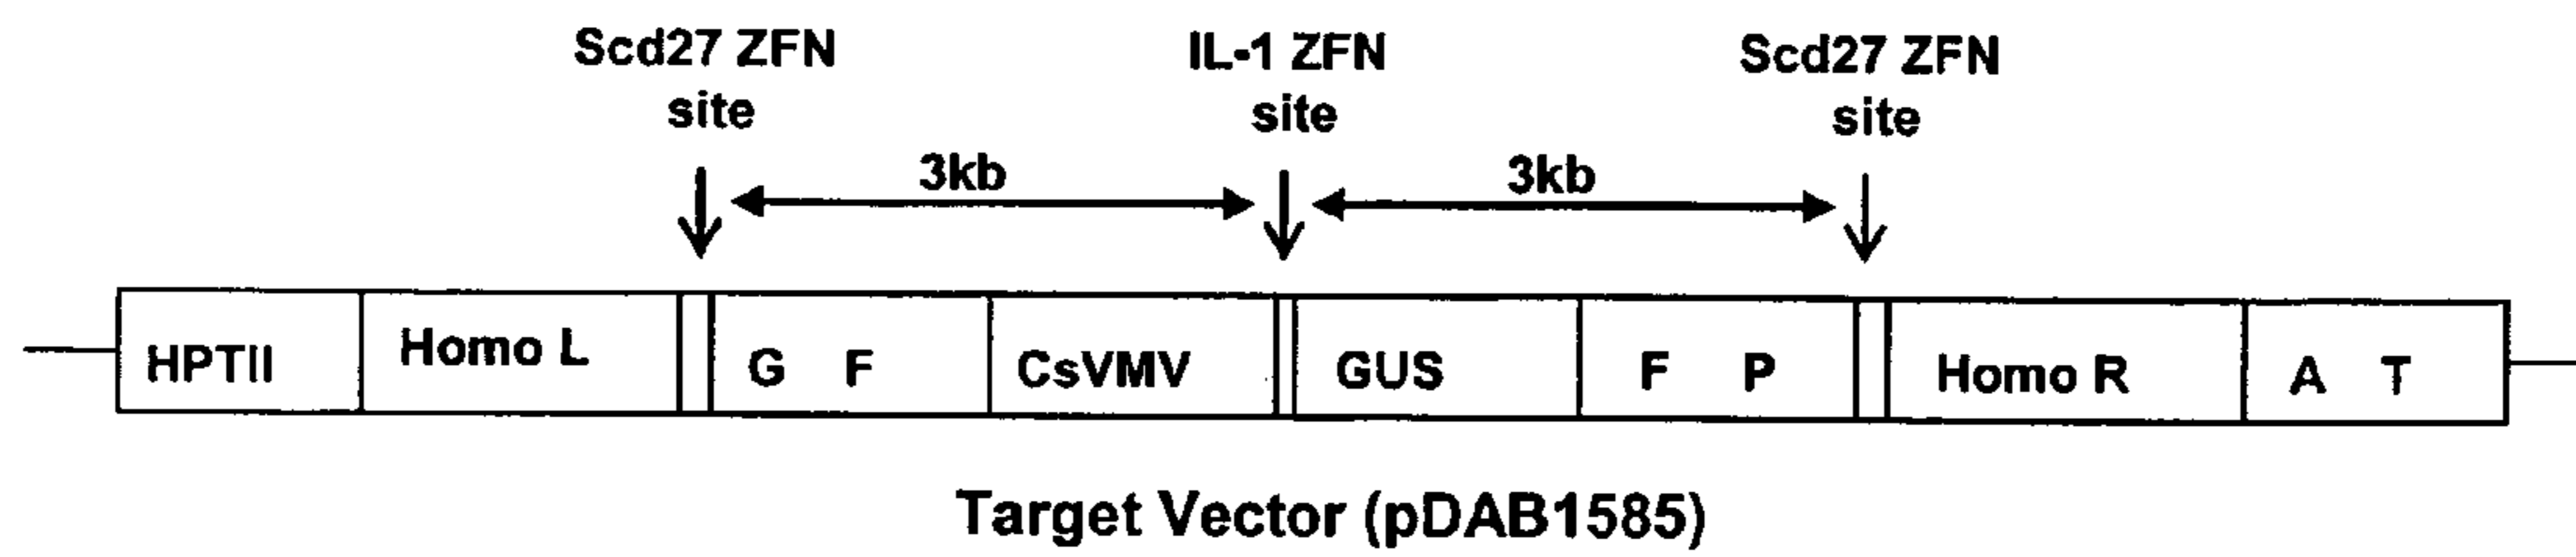 Scd27 ZFN
site
IL-1 ZFN
site
Scd27 ZFN
site
3kb
3kb
HPTII
Homo L
G F
CsVMV
GUS
F P
Homo R
A T
Target Vector (pDAB1585)